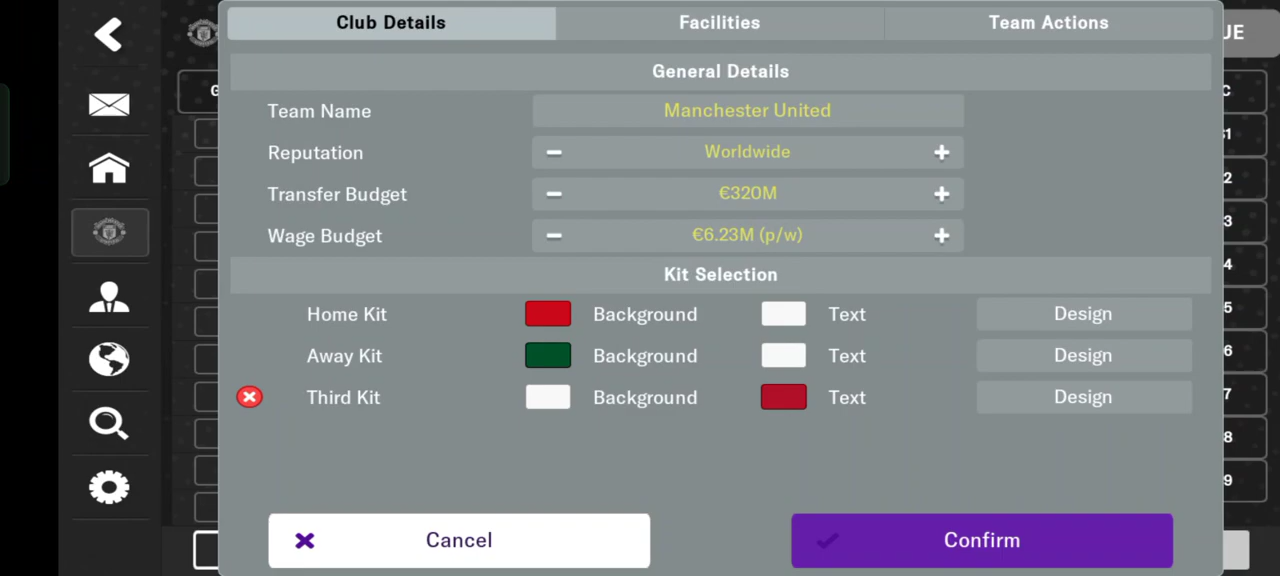 Club Details Facilities Team Actions
General Details
Team Name Manchester United
Reputation Worldwide
Transfer Budget €320M
Wage Budget €6.23M (p/w)
Kit Selection
Home Kit Background Text Design
Away Kit Background Text Design
Third Kit Background Text Design
Cancel Confirm